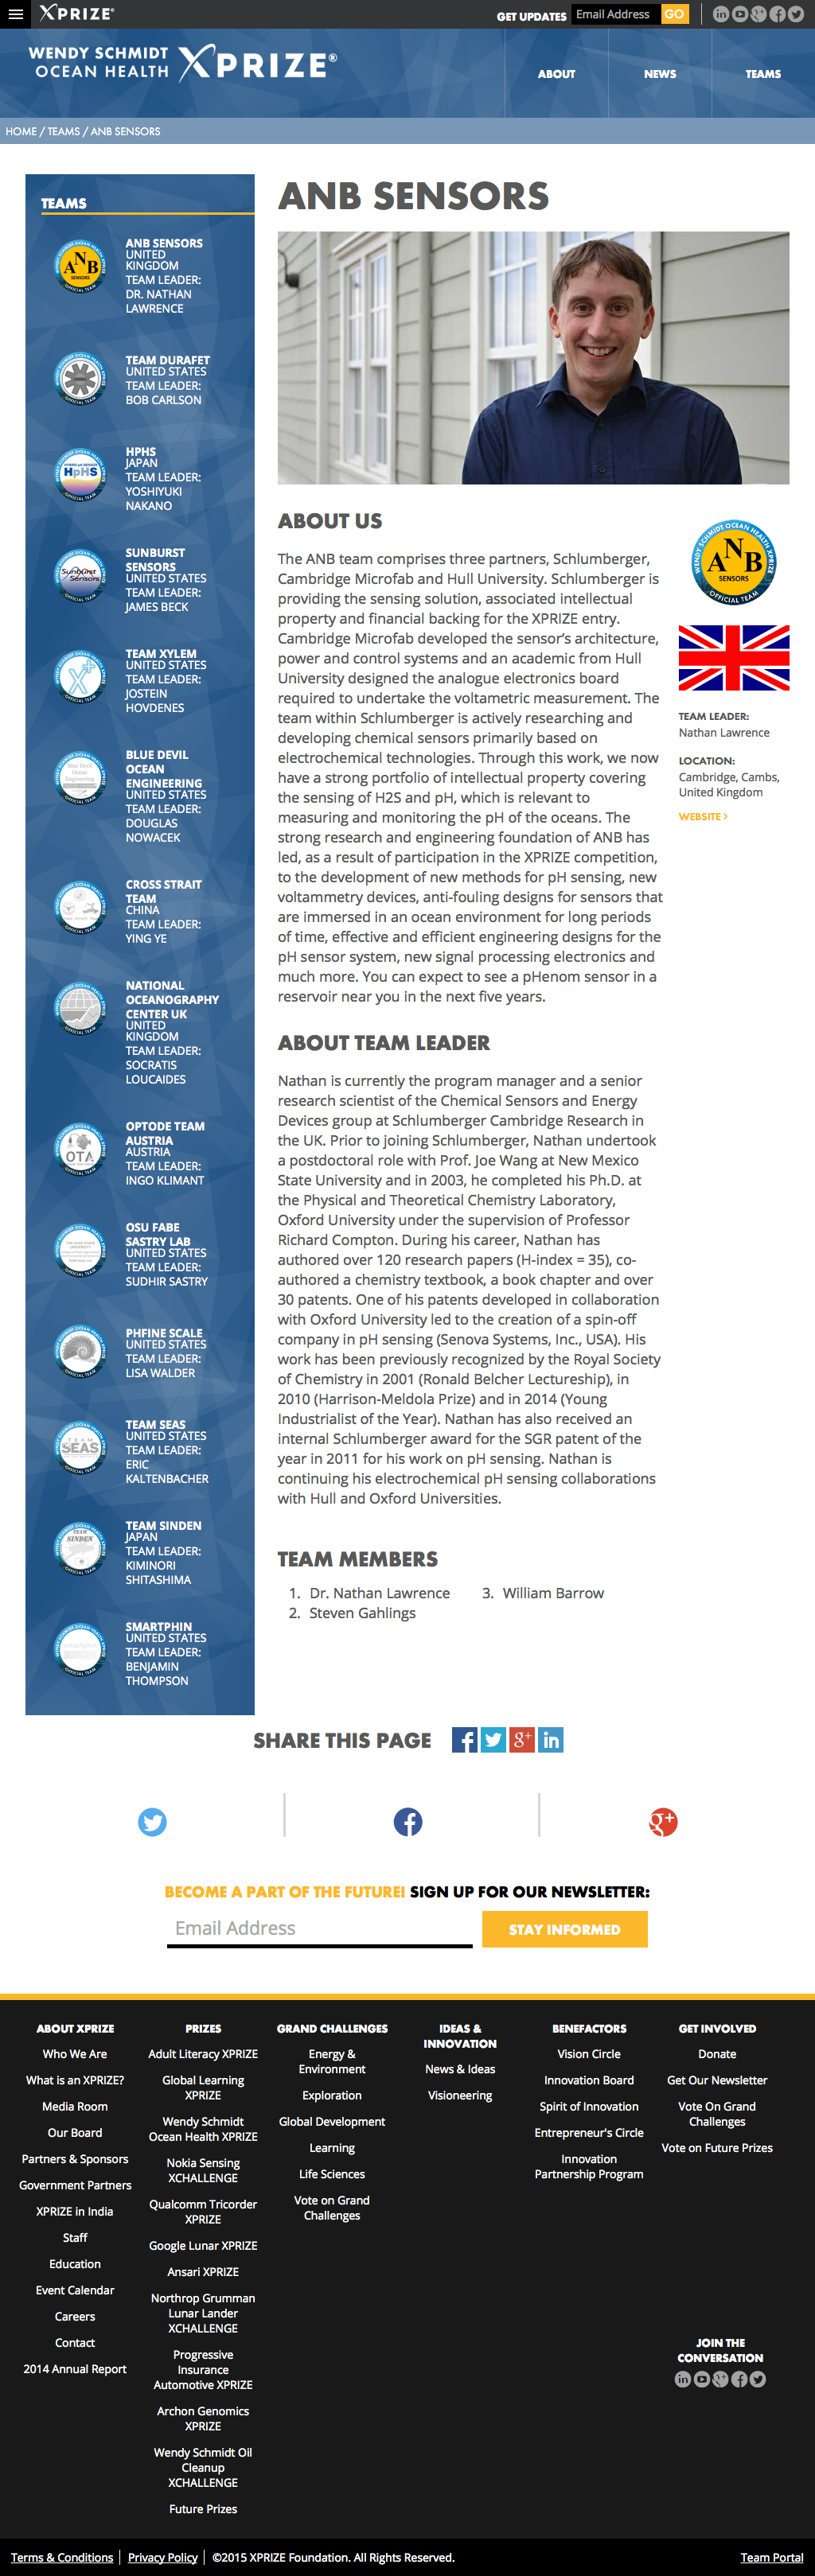 XPRIZE®
GET UPDATES Email Address GO
WENDY SCHMIDT
OCEAN HEALTH XPRIZE®
ABOUT NEWS TEAMS
HOME / TEAMS / ANB SENSORS
TEAMS
ANB SENSORS
UNITED
KINGDOM
TEAM LEADER:
DR. NATHAN
LAWRENCE
TEAM DURAFET
UNITED STATES
TEAM LEADER:
BOB CARLSON
HPHS
JAPAN
TEAM LEADER:
YOSHIYUKI
NAKANO
SUNBURST
SENSORS
UNITED STATES
TEAM LEADER:
JAMES BECK
TEAM XYLEM
UNITED STATES
TEAM LEADER:
JOSTEIN
HOVDENES
BLUE DEVIL
OCEAN
ENGINEERING
UNITED STATES
TEAM LEADER:
DOUGLAS
NOWACEK
CROSS STRAIT
TEAM
CHINA
TEAM LEADER:
YING YE
NATIONAL
OCEANOGRAPHY
CENTER UK
UNITED
KINGDOM
TEAM LEADER:
SOCRATIS
LOUCAIDES
OPTODE TEAM
AUSTRIA
AUSTRIA
TEAM LEADER:
INGO KLIMANT
OSU FABE
SASTRY LAB
UNITED STATES
TEAM LEADER:
SUDHIR SASTRY
PHFINE SCALE
UNITED STATES
TEAM LEADER:
LISA WALDER
TEAM SEAS
UNITED STATES
TEAM LEADER:
ERIC
KALTENBACHER
TEAM SINDEN
JAPAN
TEAM LEADER:
KIMINORI
SHITASHIMA
SMARTPHIN
UNITED STATES
TEAM LEADER:
BENJAMIN
THOMPSON
ANB SENSORS
ABOUT US
The ANB team comprises three partners, Schlumberger,
Cambridge Microfab and Hull University. Schlumberger is
providing the sensing solution, associated intellectual
property and financial backing for the XPRIZE entry.
Cambridge Microfab developed the sensor's architecture,
power and control systems and an academic from Hull
University designed the analogue electronics board
required to undertake the voltametric measurement. The
team within Schlumberger is actively researching and
developing chemical sensors primarily based on
electrochemical technologies. Through this work, we now
have a strong portfolio of intellectual property covering
the sensing of H2S and pH, which is relevant to
measuring and monitoring the pH of the oceans. The
strong research and engineering foundation of ANB has
led, as a result of participation in the XPRIZE competition,
to the development of new methods for pH sensing, new
voltammetry devices, anti-fouling designs for sensors that
are immersed in an ocean environment for long periods
of time, effective and efficient engineering designs for the
pH sensor system, new signal processing electronics and
much more. You can expect to see a pHenom sensor in a
reservoir near you in the next five years.
WENDY SCHMIDT OCEAN HEALTH XPRIZE
ANB
SENSORS
OFFICIAL TEAM
TEAM LEADER:
Nathan Lawrence
LOCATION:
Cambridge, Cambs,
United Kingdom
WEBSITE >
ABOUT TEAM LEADER
Nathan is currently the program manager and a senior
research scientist of the Chemical Sensors and Energy
Devices group at Schlumberger Cambridge Research in
the UK. Prior to joining Schlumberger, Nathan undertook
a postdoctoral role with Prof. Joe Wang at New Mexico
State University and in 2003, he completed his Ph.D. at
the Physical and Theoretical Chemistry Laboratory,
Oxford University under the supervision of Professor
Richard Compton. During his career, Nathan has
authored over 120 research papers (H-index = 35), co-
authored a chemistry textbook, a book chapter and over
30 patents. One of his patents developed in collaboration
with Oxford University led to the creation of a spin-off
company in pH sensing (Senova Systems, Inc., USA). His
work has been previously recognized by the Royal Society
of Chemistry in 2001 (Ronald Belcher Lectureship), in
2010 (Harrison-Meldola Prize) and in 2014 (Young
Industrialist of the Year). Nathan has also received an
internal Schlumberger award for the SGR patent of the
year in 2011 for his work on pH sensing. Nathan is
continuing his electrochemical pH sensing collaborations
with Hull and Oxford Universities.
TEAM MEMBERS
1. Dr. Nathan Lawrence
2. Steven Gahlings
3. William Barrow
SHARE THIS PAGE
BECOME A PART OF THE FUTURE! SIGN UP FOR OUR NEWSLETTER:
Email Address STAY INFORMED
ABOUT XPRIZE
Who We Are
What is an XPRIZE?
Media Room
Our Board
Partners & Sponsors
Government Partners
XPRIZE in India
Staff
Education
Event Calendar
Careers
Contact
2014 Annual Report
PRIZES
Adult Literacy XPRIZE
Global Learning
XPRIZE
Wendy Schmidt
Ocean Health XPRIZE
Nokia Sensing
XCHALLENGE
Qualcomm Tricorder
XPRIZE
Google Lunar XPRIZE
Ansari XPRIZE
Northrop Grumman
Lunar Lander
XCHALLENGE
Progressive
Insurance
Automotive XPRIZE
Archon Genomics
XPRIZE
Wendy Schmidt Oil
Cleanup
XCHALLENGE
Future Prizes
GRAND CHALLENGES
Energy &
Environment
Exploration
Global Development
Learning
Life Sciences
Vote on Grand
Challenges
IDEAS &
INNOVATION
News & Ideas
Visioneering
BENEFACTORS
Vision Circle
Innovation Board
Spirit of Innovation
Entrepreneur's Circle
Innovation
Partnership Program
GET INVOLVED
Donate
Get Our Newsletter
Vote On Grand
Challenges
Vote on Future Prizes
JOIN THE
CONVERSATION
Terms & Conditions | Privacy Policy | ©2015 XPRIZE Foundation. All Rights Reserved.
Team Portal